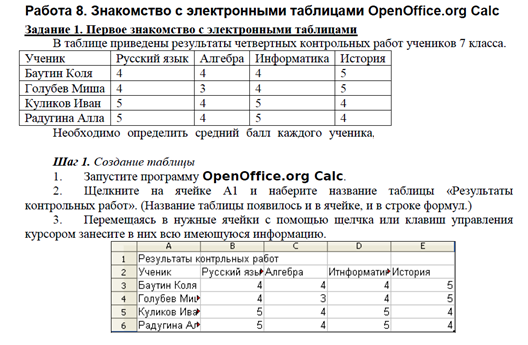 Работа 8. Знакомство с электронными таблицами OpenOffice.org Calc
Задание 1. Первое знакомство с электронными таблицами
В таблице приведены результаты четвертных контрольных работ учеников 7 класса.
Ученик Русский язык Алгебра Информатика История
Баутин Коля 4 4 4 5
Голубев Миша 4 3 4 5
Куликов Иван 5 4 5 4
Радугина Алла 5 4 5 4
Необходимо определить средний балл каждого ученика,
Шаг 1. Создание таблицы
1. Запустите программу OpenOffice.org Calc.
2. Щелкните на ячейке А1 и наберите название таблицы «Результаты
контрольных работ». (Название таблицы появилось и в ячейке, и в строке формул.)
3. Перемещаясь в нужные ячейки с помощью щелчка или клавиш управления
курсором занесите в них всю имеющуюся информацию.
A B C D E
1 Результаты контрльных работ
2 Ученик Русский язы Алгебра Итнформати История
3 Баутин Коля 4 4 4 5
4 Голубев Миш 4 3 4 5
5 Куликов Ива 5 4 5 4
6 Радугина Ал 5 4 5 4